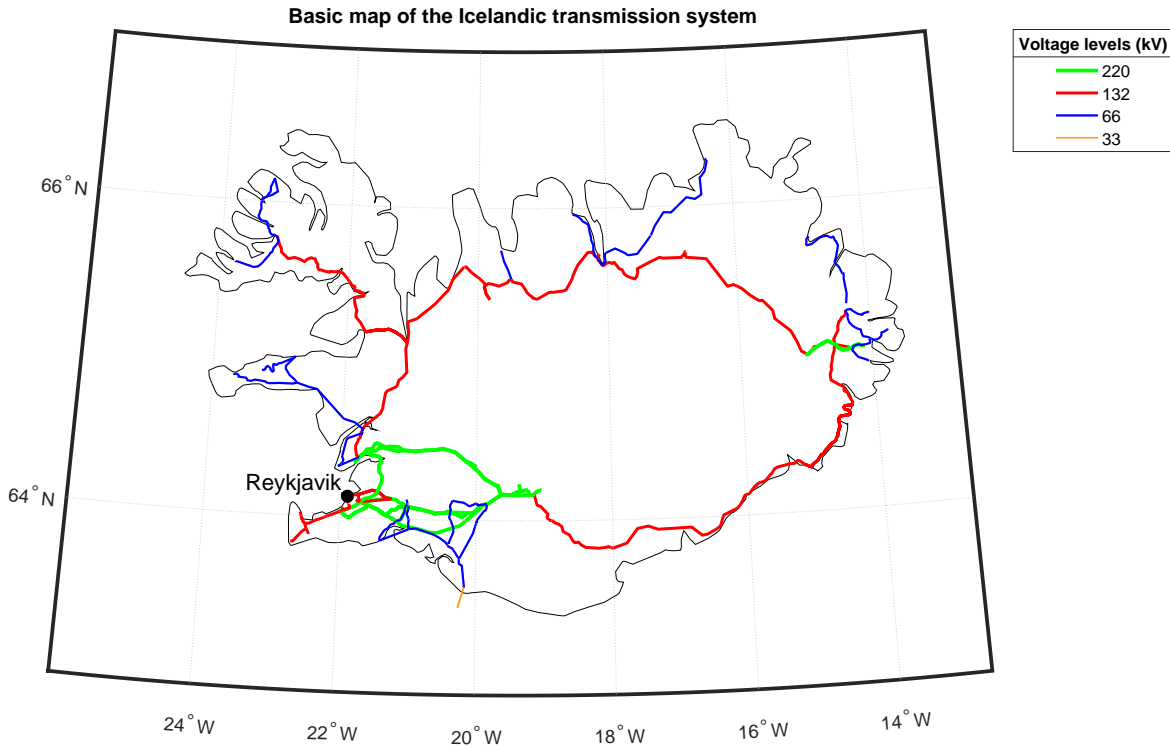 Basic map of the Icelandic transmission system
Voltage levels (kV)
220
132
66
33
66°N
Reykjavik
64°N
24°W
22°W
20°W
18°W
16°W
14°W